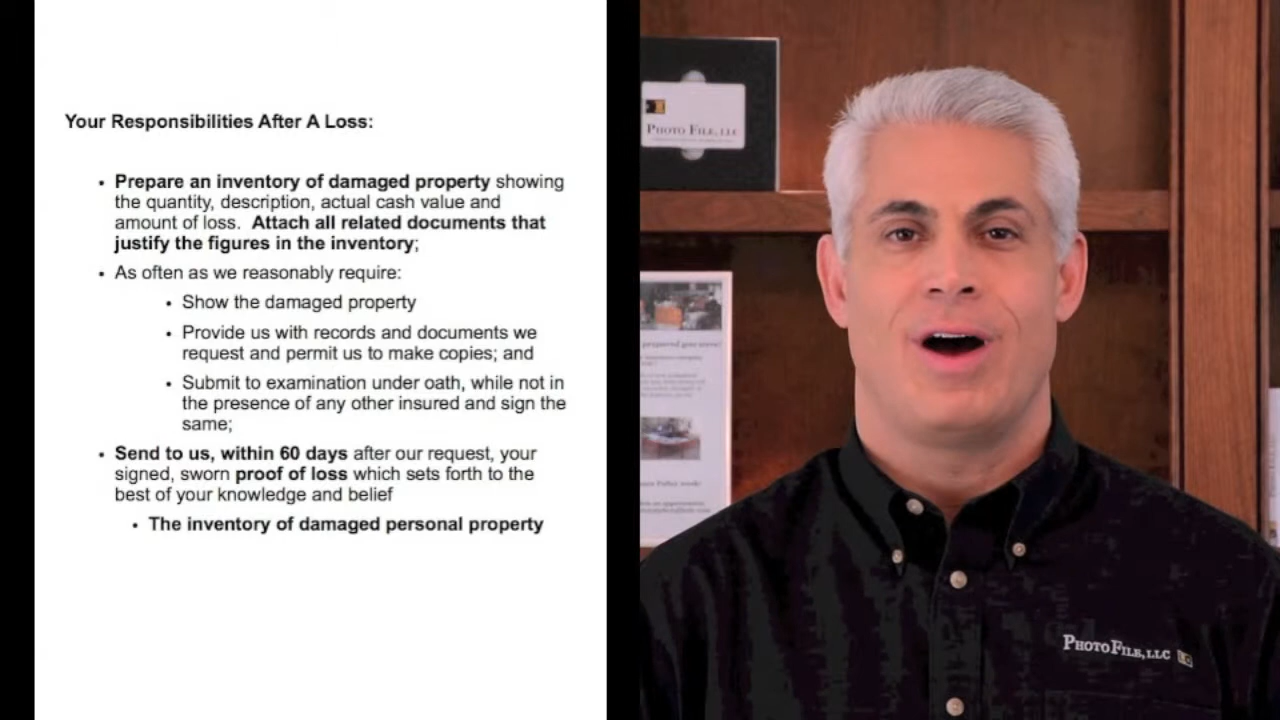 Your Responsibilities After A Loss:
• Prepare an inventory of damaged property showing
the quantity, description, actual cash value and
amount of loss. Attach all related documents that
justify the figures in the inventory;
• As often as we reasonably require:
• Show the damaged property
• Provide us with records and documents we
request and permit us to make copies; and
• Submit to examination under oath, while not in
the presence of any other insured and sign the
same;
• Send to us, within 60 days after our request, your
signed, sworn proof of loss which sets forth to the
best of your knowledge and belief
• The inventory of damaged personal property
PHOTO FILE, LLC
PHOTO FILE, LLC